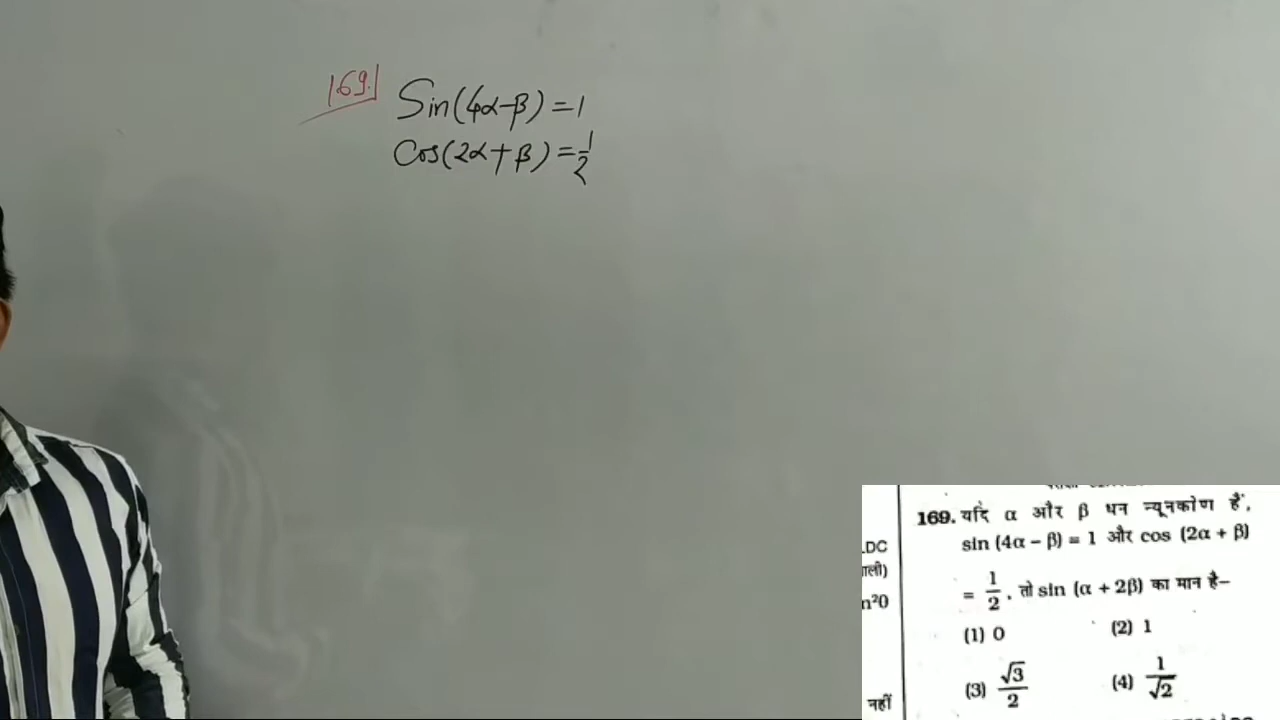 169.
Sin(4α-β) = 1
Cos(2α+β) = 1/2
169. यदि α और β धन न्यूनकोण हैं,
sin (4α – β) = 1 और cos (2α + β)
= 1/2, तो sin (α + 2β) का मान है–
(1) 0 (2) 1
(3) √3/2 (4) 1/√2
.DC
n²0
नहीं